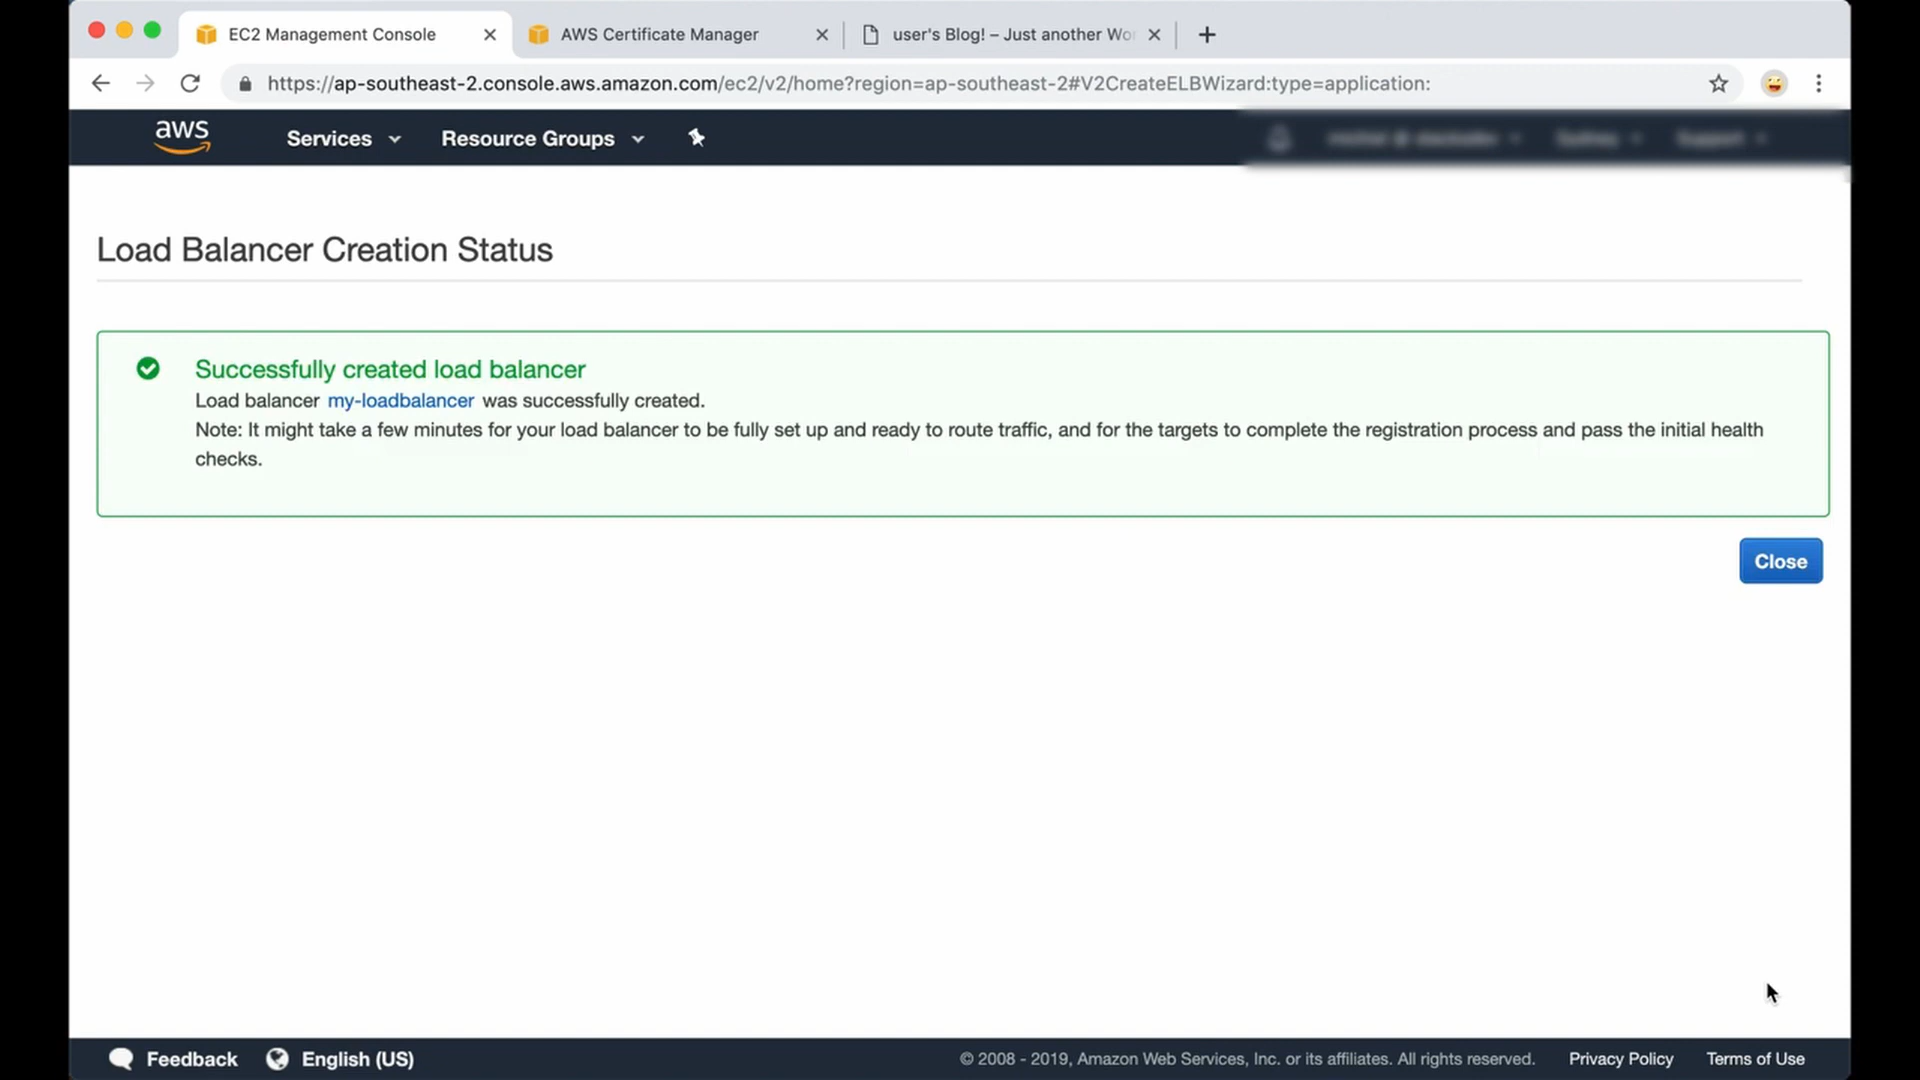 EC2 Management Console
AWS Certificate Manager
user's Blog! – Just another Wo
https://ap-southeast-2.console.aws.amazon.com/ec2/v2/home?region=ap-southeast-2#V2CreateELBWizard:type=application:
aws
Services
Resource Groups
Load Balancer Creation Status
Successfully created load balancer
Load balancer my-loadbalancer was successfully created.
Note: It might take a few minutes for your load balancer to be fully set up and ready to route traffic, and for the targets to complete the registration process and pass the initial health
checks.
Close
Feedback
English (US)
© 2008 - 2019, Amazon Web Services, Inc. or its affiliates. All rights reserved.
Privacy Policy
Terms of Use